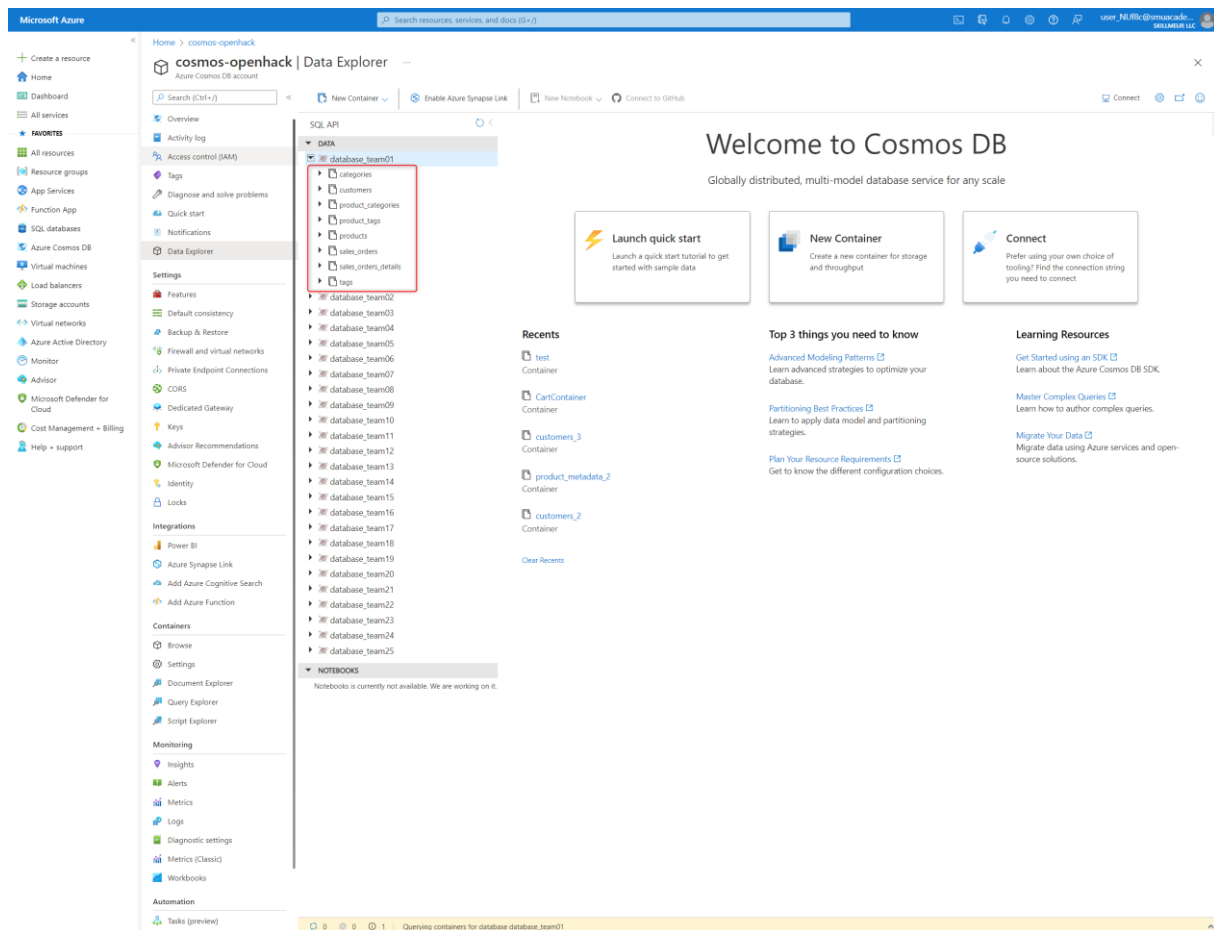 Microsoft Azure
Search resources, services, and docs (G+/)
user_NUf8c@smuacade...
SKILLMEUR LLC
Create a resource
Home
Dashboard
All services
FAVORITES
All resources
Resource groups
App Services
Function App
SQL databases
Azure Cosmos DB
Virtual machines
Load balancers
Storage accounts
Virtual networks
Azure Active Directory
Monitor
Advisor
Microsoft Defender for
Cloud
Cost Management + Billing
Help + support
Home > cosmos-openhack
cosmos-openhack | Data Explorer ...
Azure Cosmos DB account
Search (Ctrl+/)
Overview
Activity log
Access control (IAM)
Tags
Diagnose and solve problems
Quick start
Notifications
Data Explorer
Settings
Features
Default consistency
Backup & Restore
Firewall and virtual networks
Private Endpoint Connections
CORS
Dedicated Gateway
Keys
Advisor Recommendations
Microsoft Defender for Cloud
Identity
Locks
Integrations
Power BI
Azure Synapse Link
Add Azure Cognitive Search
Add Azure Function
Containers
Browse
Settings
Document Explorer
Query Explorer
Script Explorer
Monitoring
Insights
Alerts
Metrics
Logs
Diagnostic settings
Metrics (Classic)
Workbooks
Automation
Tasks (preview)
New Container
Enable Azure Synapse Link
New Notebook
Connect to GitHub
Connect
SQL API
DATA
database_team01
categories
customers
product_categories
product_tags
products
sales_orders
sales_orders_details
tags
database_team02
database_team03
database_team04
database_team05
database_team06
database_team07
database_team08
database_team09
database_team10
database_team11
database_team12
database_team13
database_team14
database_team15
database_team16
database_team17
database_team18
database_team19
database_team20
database_team21
database_team22
database_team23
database_team24
database_team25
NOTEBOOKS
Notebooks is currently not available. We are working on it.
Welcome to Cosmos DB
Globally distributed, multi-model database service for any scale
Launch quick start
Launch a quick start tutorial to get
started with sample data
New Container
Create a new container for storage
and throughput
Connect
Prefer using your own choice of
tooling? Find the connection string
you need to connect
Recents
test
Container
CartContainer
Container
customers_3
Container
product_metadata_2
Container
customers_2
Container
Clear Recents
Top 3 things you need to know
Advanced Modeling Patterns
Learn advanced strategies to optimize your
database.
Partitioning Best Practices
Learn to apply data model and partitioning
strategies.
Plan Your Resource Requirements
Get to know the different configuration choices.
Learning Resources
Get Started using an SDK
Learn about the Azure Cosmos DB SDK.
Master Complex Queries
Learn how to author complex queries.
Migrate Your Data
Migrate data using Azure services and open-
source solutions.
0 0 1 Querying containers for database database_team01